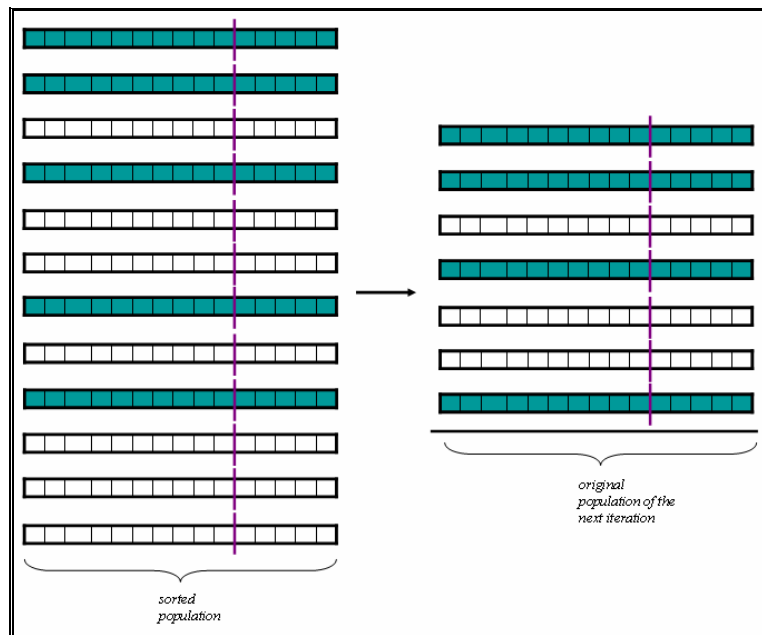 sorted
population
original
population of the
next iteration